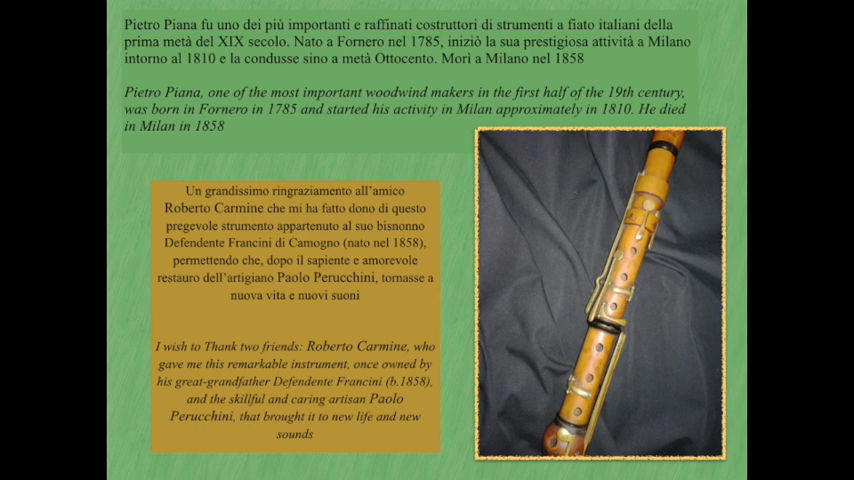 Pietro Piana fu uno dei più importanti e raffinati costruttori di strumenti a fiato italiani della
prima metà del XIX secolo. Nato a Fornero nel 1785, iniziò la sua prestigiosa attività a Milano
intorno al 1810 e la condusse sino a metà Ottocento. Morì a Milano nel 1858
Pietro Piana, one of the most important woodwind makers in the first half of the 19th century,
was born in Fornero in 1785 and started his activity in Milan approximately in 1810. He died
in Milan in 1858
Un grandissimo ringraziamento all'amico
Roberto Carmine che mi ha fatto dono di questo
pregevole strumento appartenuto al suo bisnonno
Defendente Francini di Camogno (nato nel 1858),
permettendo che, dopo il sapiente e amorevole
restauro dell'artigiano Paolo Perucchini, tornasse a
nuova vita e nuovi suoni
I wish to Thank two friends: Roberto Carmine, who
gave me this remarkable instrument, once owned by
his great-grandfather Defendente Francini (b.1858),
and the skillful and caring artisan Paolo
Perucchini, that brought it to new life and new
sounds